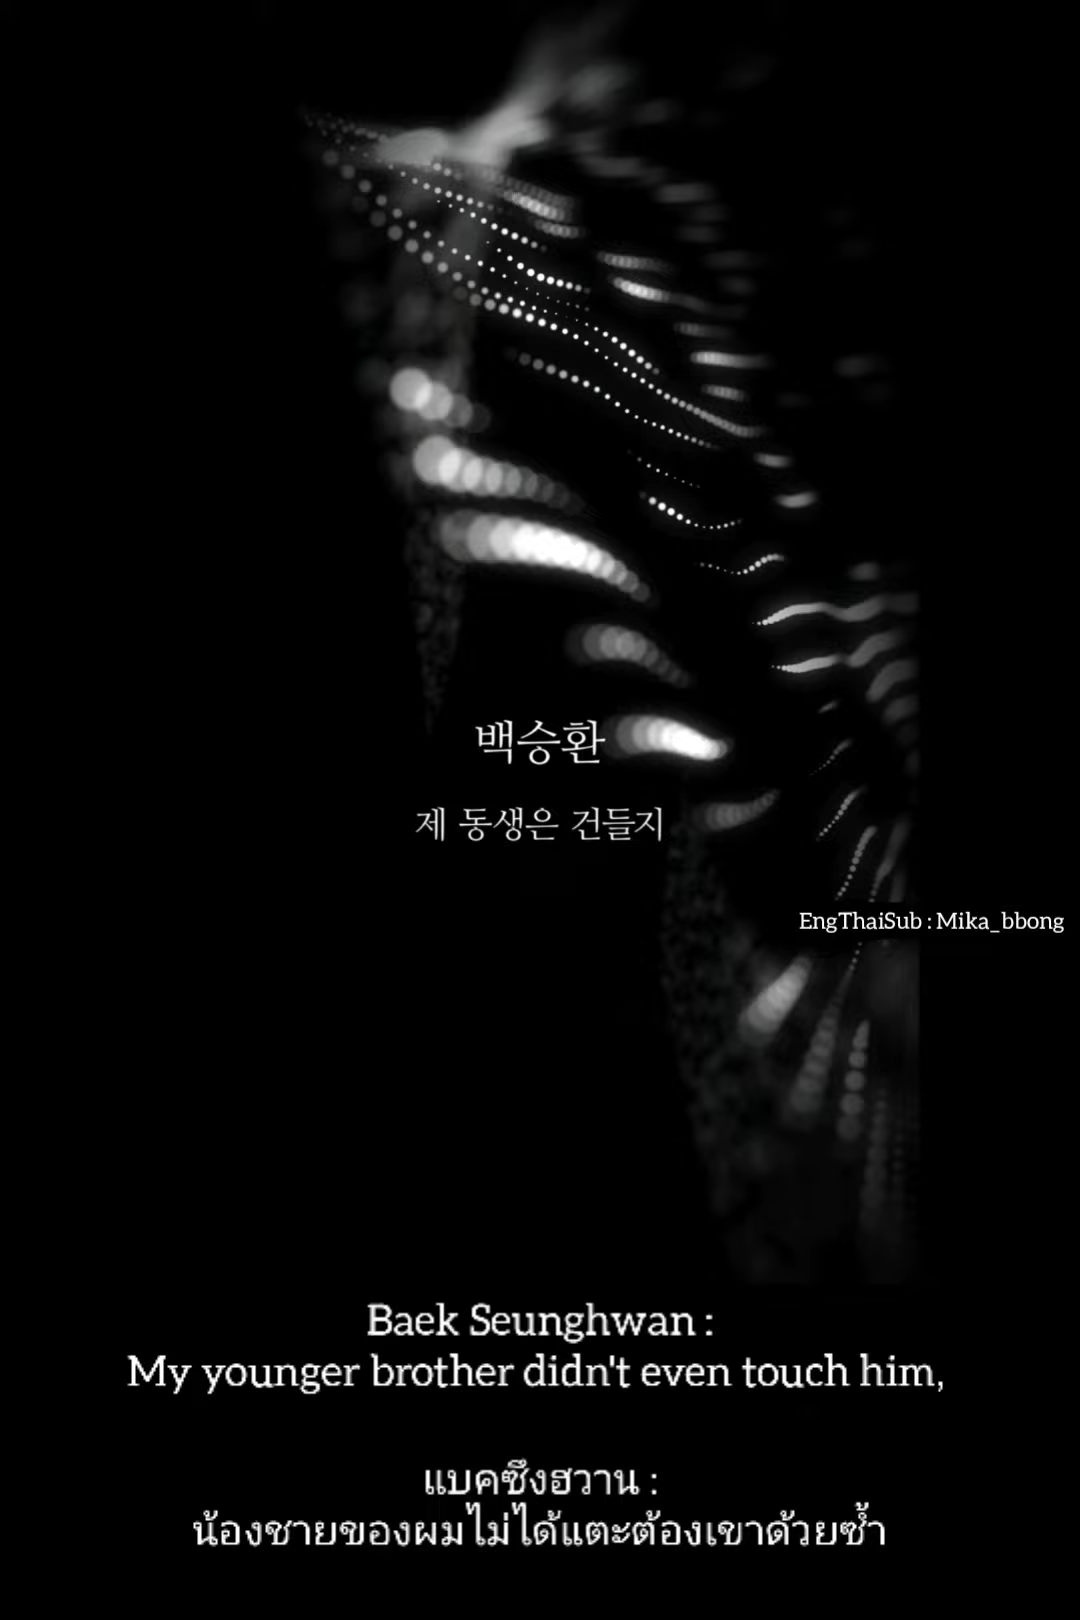 백승환
제 동생은 건들지
EngThaiSub : Mika_bbong
Baek Seunghwan :
My younger brother didn't even touch him,
แบคซึงฮวาน :
น้องชายของผมไม่ได้แตะต้องเขาด้วยซ้ำ